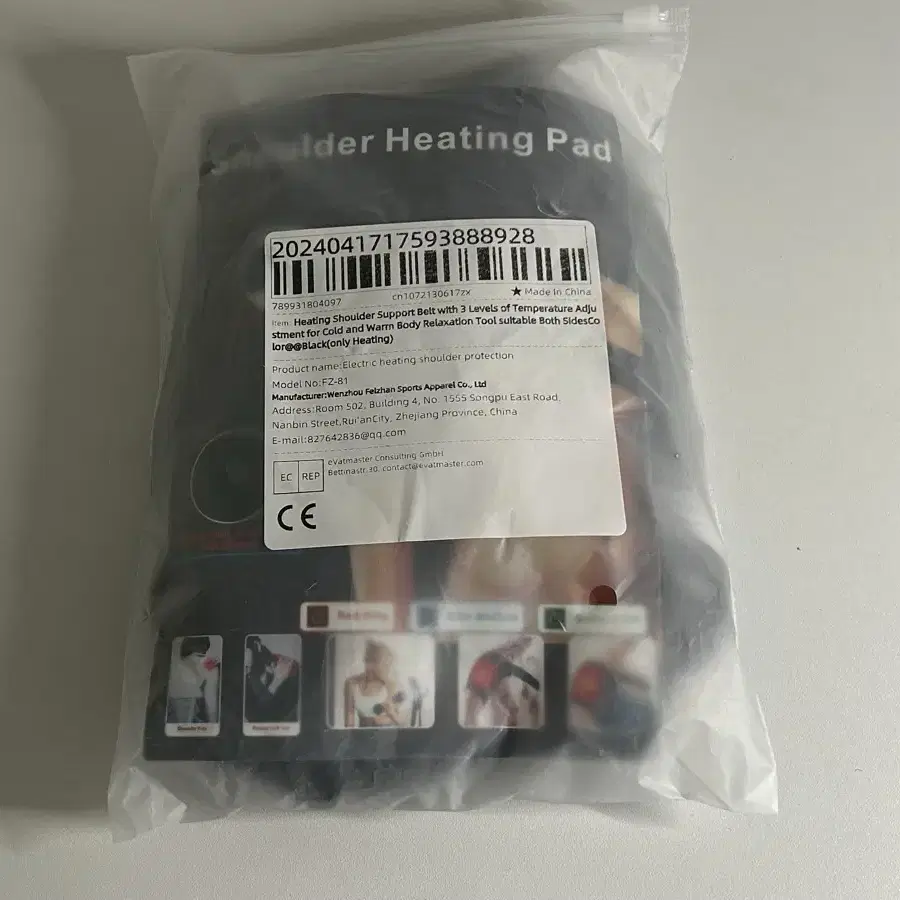 Heating Pad
2024041717593888928
789931804097
cn1072130617zx
★ Made In China
Item: Heating Shoulder Support Belt with 3 Levels of Temperature Adju
stment for Cold and Warm Body Relaxation Tool suitable Both SidesCo
lor@@Black(only Heating)
Product name:Electric heating shoulder protection
Model No:FZ-81
Manufacturer:Wenzhou Feizhan Sports Apparel Co., Ltd
Address:Room 502, Building 4, No. 1555 Songpu East Road,
Nanbin Street,Rui'anCity, Zhejiang Province, China
E-mail:827642836@qq.com
EC REP
eVatmaster Consulting GmbH
Bettinastr.30. contact@evatmaster.com
CE